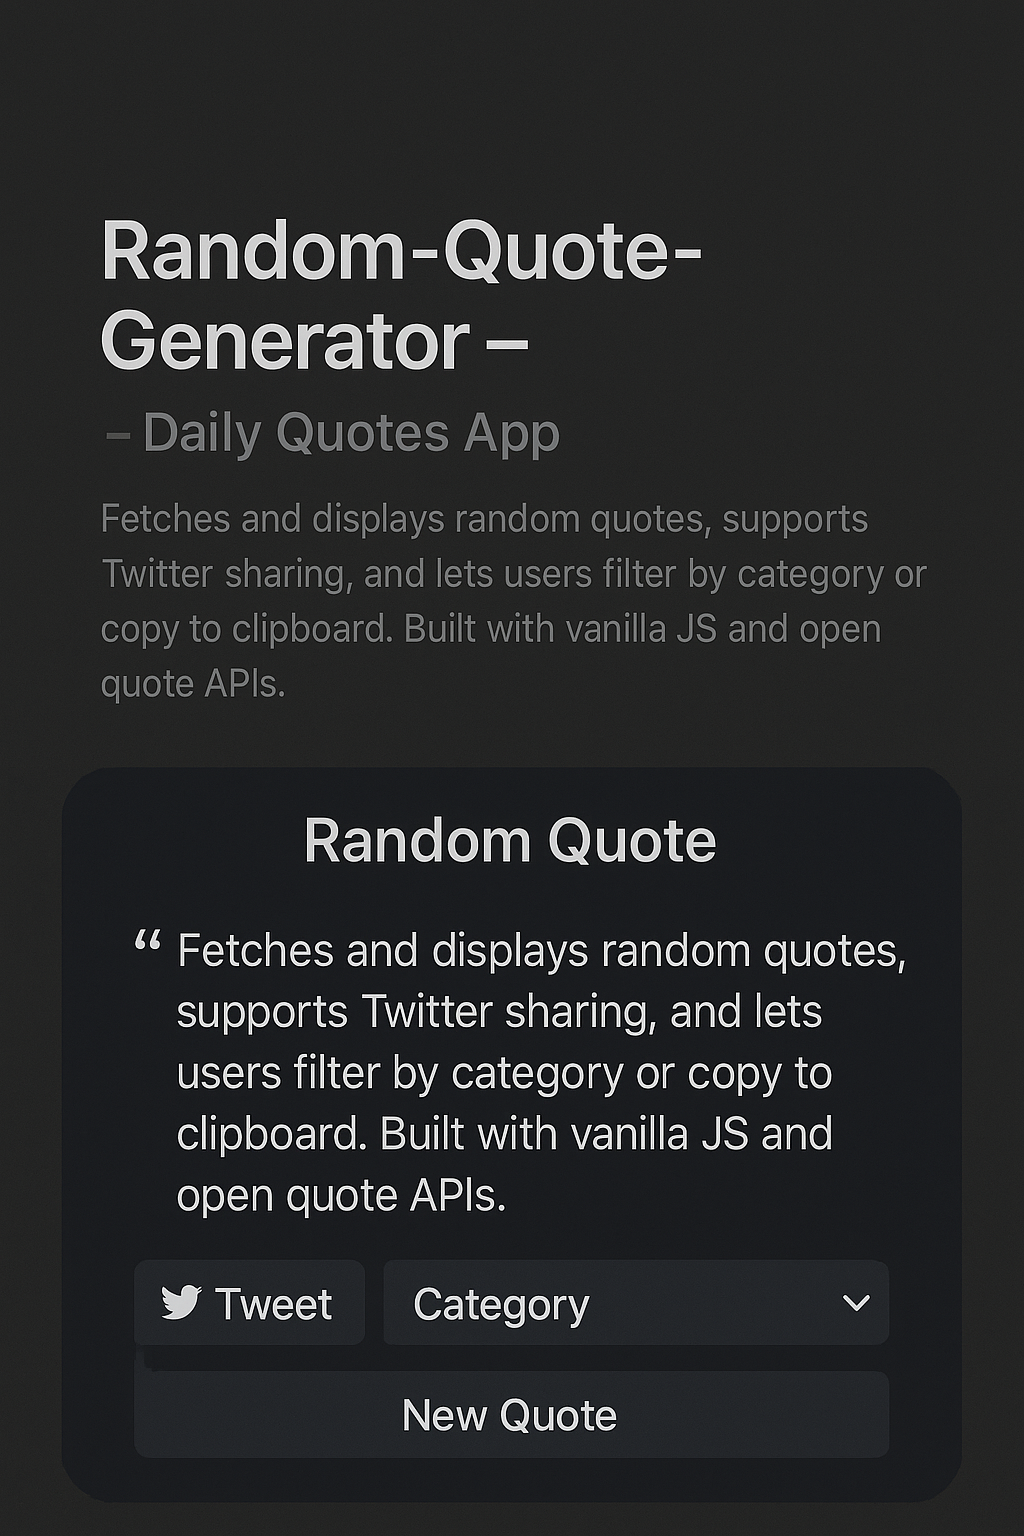 Random-Quote-
Generator –
– Daily Quotes App
Fetches and displays random quotes, supports
Twitter sharing, and lets users filter by category or
copy to clipboard. Built with vanilla JS and open
quote APIs.
Random Quote
“ Fetches and displays random quotes,
supports Twitter sharing, and lets
users filter by category or copy to
clipboard. Built with vanilla JS and
open quote APIs.
Tweet Category
New Quote